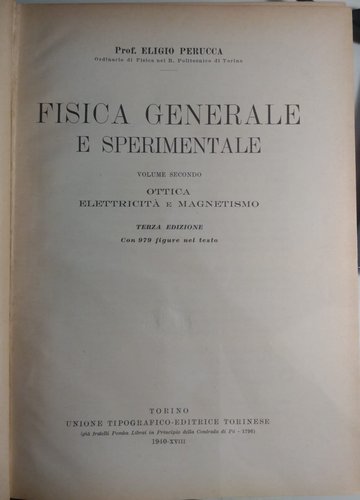 Prof. ELIGIO PERUCCA
Ordinario di Fisica nel R. Politecnico di Torino
FISICA GENERALE
E SPERIMENTALE
VOLUME SECONDO
OTTICA
ELETTRICITÀ E MAGNETISMO
TERZA EDIZIONE
Con 979 figure nel testo
TORINO
UNIONE TIPOGRAFICO-EDITRICE TORINESE
(già fratelli Pomba Librai in Principio della Contrada di Po - 1796)
1940-XVIII